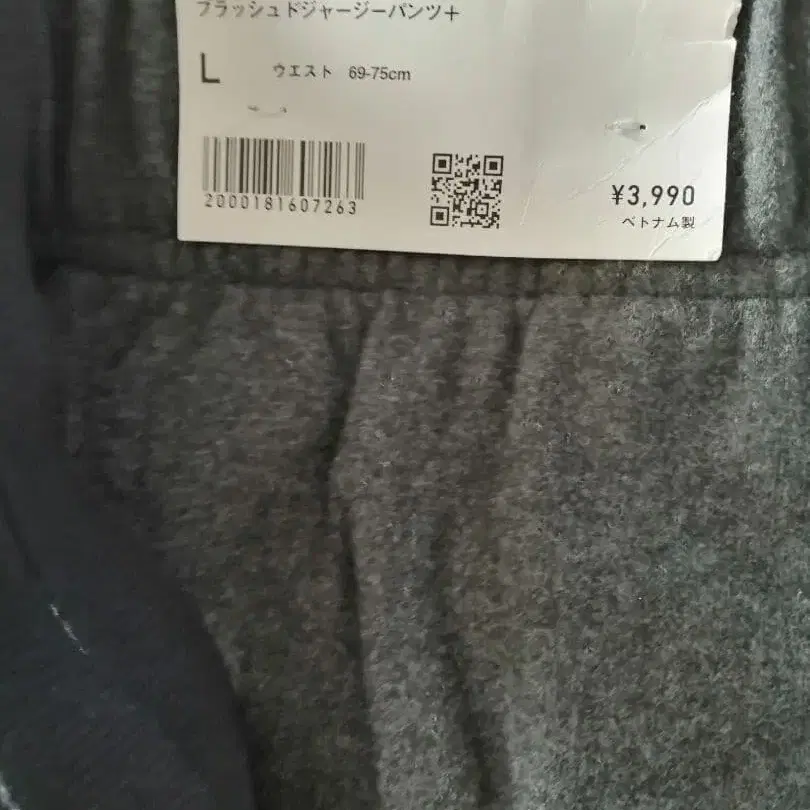 ブラッシュドジャージーパンツ＋
L ウエスト 69-75cm
2000181607263
¥3,990
ベトナム製